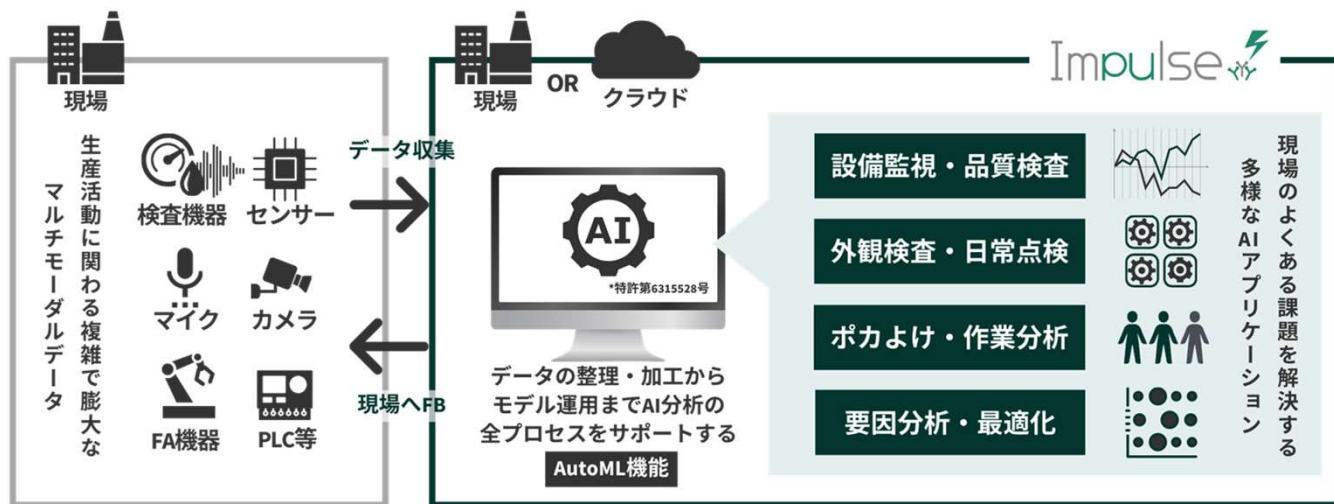 現場
生産活動に関わる複雑で膨大な
マルチモーダルデータ
検査機器
センサー
マイク
カメラ
FA機器
PLC等
データ収集
現場へFB
現場
OR
クラウド
Impulse
AI
*特許第6315528号
データの整理・加工から
モデル運用までAI分析の
全プロセスをサポートする
AutoML機能
設備監視・品質検査
外観検査・日常点検
ポカよけ・作業分析
要因分析・最適化
現場のよくある課題を解決する
多様なAIアプリケーション